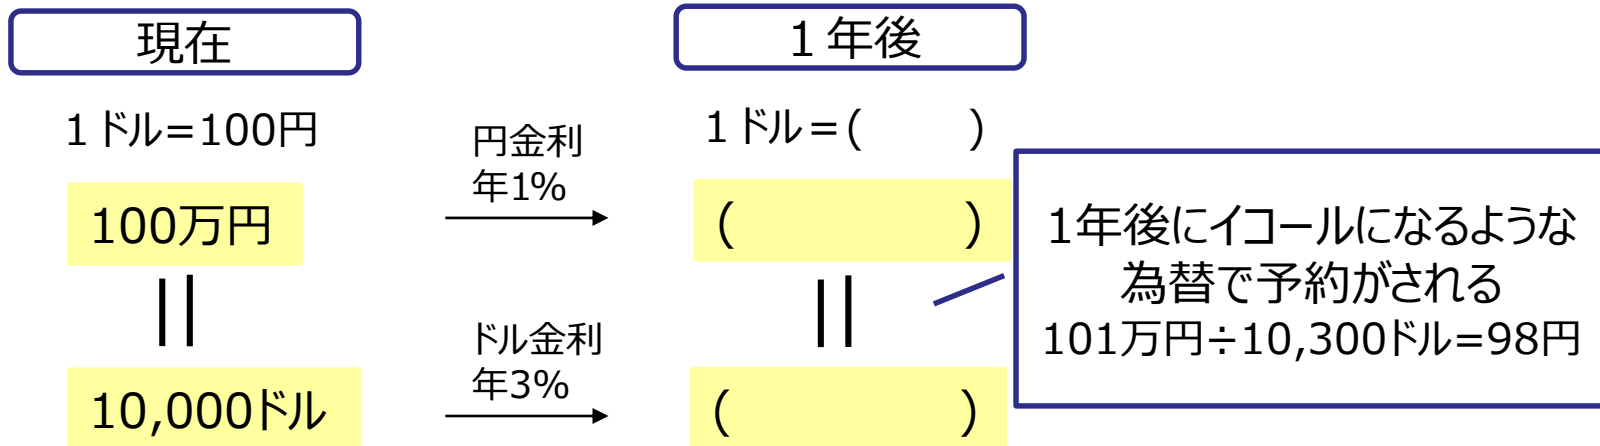 現在
1ドル=100円
100万円
||
10,000ドル
円金利
年1%
ドル金利
年3%
1年後
1ドル=(　　)
(　　　　)
||
(　　　　)
1年後にイコールになるような
為替で予約がされる
101万円÷10,300ドル=98円